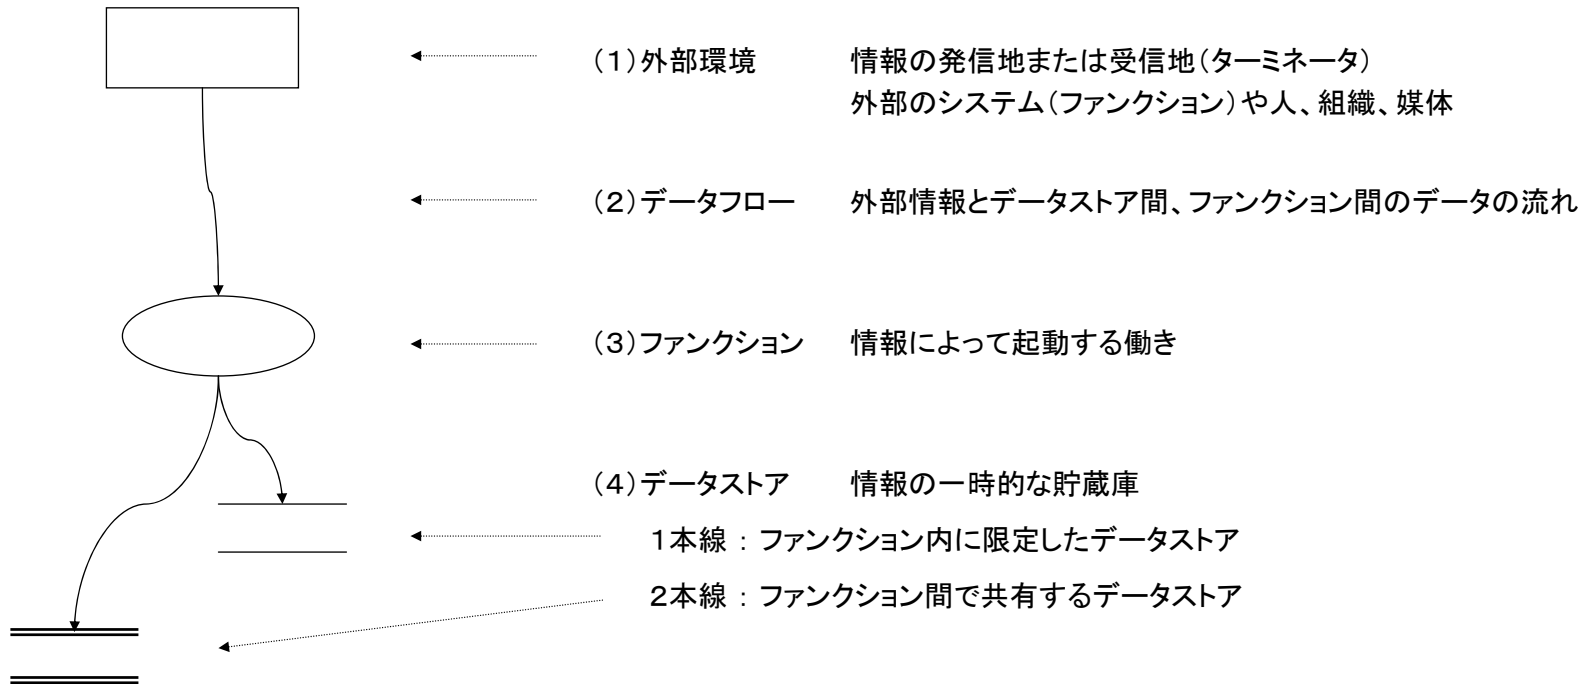 (1)外部環境 情報の発信地または受信地(ターミネータ)
外部のシステム(ファンクション)や人、組織、媒体
(2)データフロー 外部情報とデータストア間、ファンクション間のデータの流れ
(3)ファンクション 情報によって起動する働き
(4)データストア 情報の一時的な貯蔵庫
1本線 : ファンクション内に限定したデータストア
2本線 : ファンクション間で共有するデータストア